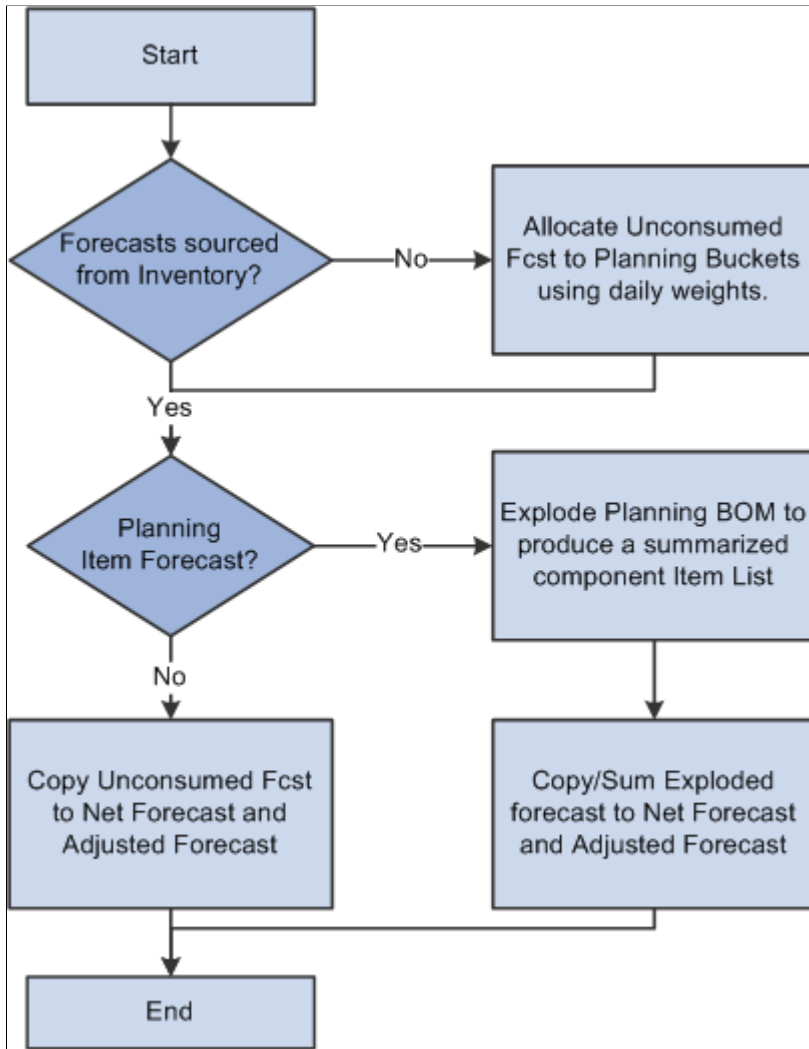 Start
Forecasts sourced
from Inventory?
No
Allocate Unconsumed
Fcst to Planning Buckets
using daily weights.
Yes
Planning
Item Forecast?
Yes
Explode Planning BOM to
produce a summarized
component Item List
No
Copy Unconsumed Fcst
to Net Forecast and
Adjusted Forecast
Copy/Sum Exploded
forecast to Net Forecast
and Adjusted Forecast
End